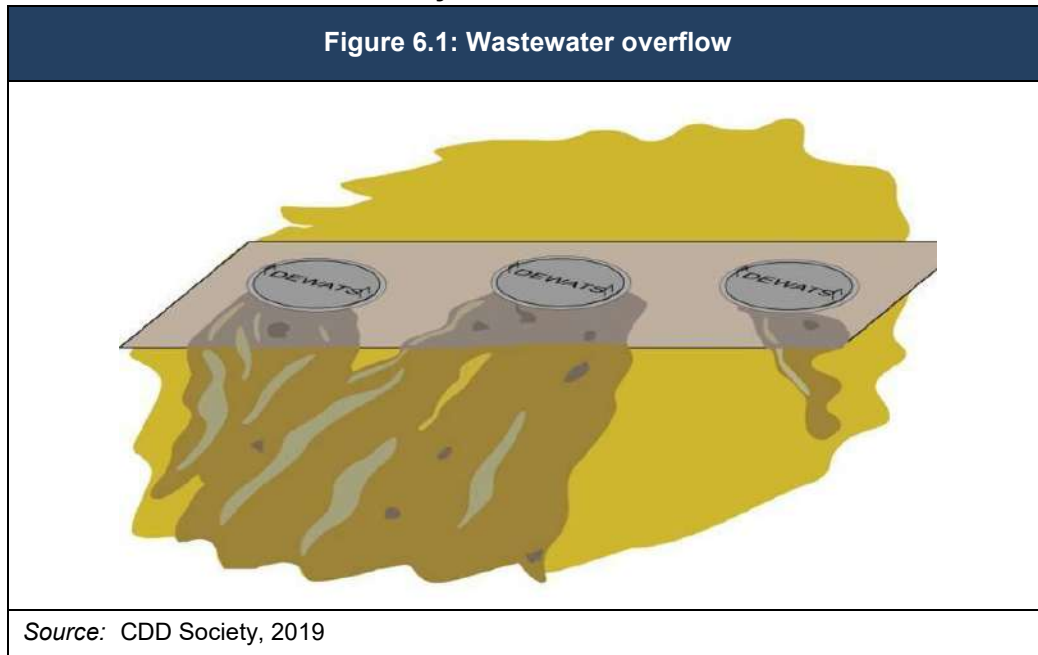 Figure 6.1: Wastewater overflow
DEWATS DEWATS DEWATS
Source: CDD Society, 2019